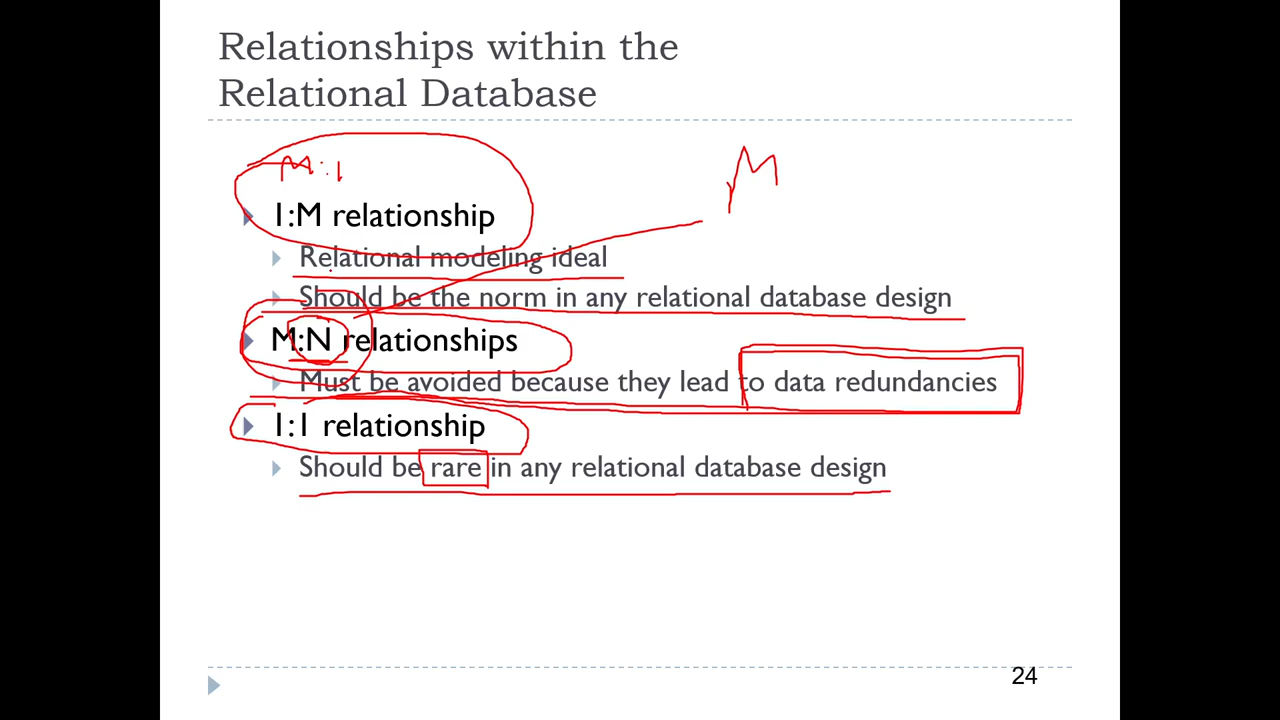 Relationships within the
Relational Database
M:1
M
1:M relationship
Relational modeling ideal
Should be the norm in any relational database design
M:N relationships
Must be avoided because they lead to data redundancies
1:1 relationship
Should be rare in any relational database design
24